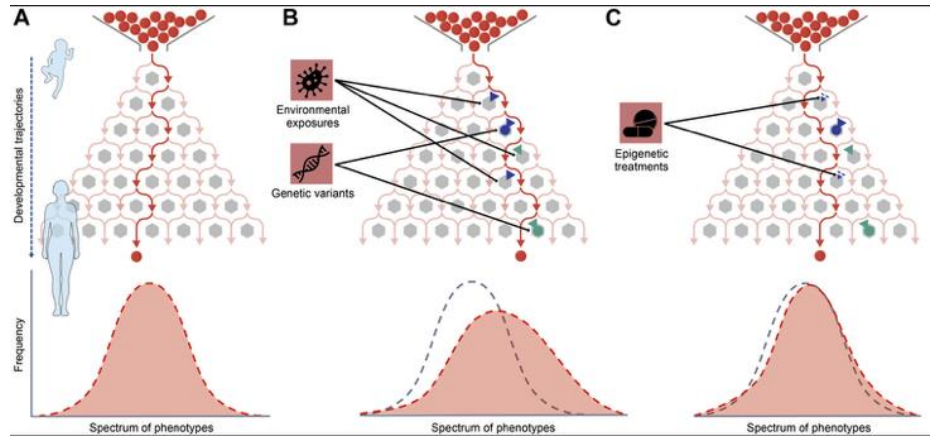 A
B
C
Developmental trajectories
Environmental
exposures
Genetic variants
Epigenetic
treatments
Frequency
Spectrum of phenotypes
Spectrum of phenotypes
Spectrum of phenotypes